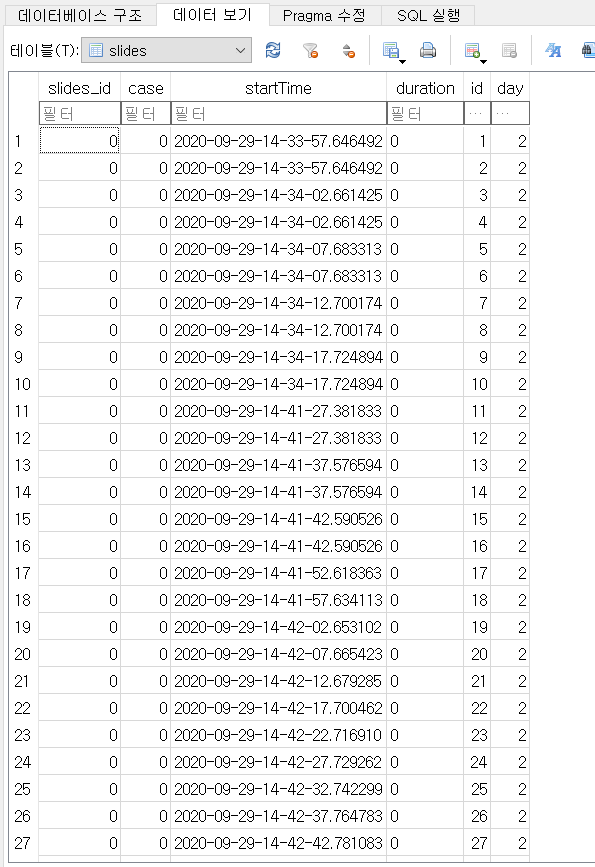 데이터베이스 구조 데이터 보기 Pragma 수정 SQL 실행
테이블(T): slides
slides_id case startTime duration id day
필터 필터 필터 필터 ... ...
1 0 0 2020-09-29-14-33-57.646492 0 1 2
2 0 0 2020-09-29-14-33-57.646492 0 2 2
3 0 0 2020-09-29-14-34-02.661425 0 3 2
4 0 0 2020-09-29-14-34-02.661425 0 4 2
5 0 0 2020-09-29-14-34-07.683313 0 5 2
6 0 0 2020-09-29-14-34-07.683313 0 6 2
7 0 0 2020-09-29-14-34-12.700174 0 7 2
8 0 0 2020-09-29-14-34-12.700174 0 8 2
9 0 0 2020-09-29-14-34-17.724894 0 9 2
10 0 0 2020-09-29-14-34-17.724894 0 10 2
11 0 0 2020-09-29-14-41-27.381833 0 11 2
12 0 0 2020-09-29-14-41-27.381833 0 12 2
13 0 0 2020-09-29-14-41-37.576594 0 13 2
14 0 0 2020-09-29-14-41-37.576594 0 14 2
15 0 0 2020-09-29-14-41-42.590526 0 15 2
16 0 0 2020-09-29-14-41-42.590526 0 16 2
17 0 0 2020-09-29-14-41-52.618363 0 17 2
18 0 0 2020-09-29-14-41-57.634113 0 18 2
19 0 0 2020-09-29-14-42-02.653102 0 19 2
20 0 0 2020-09-29-14-42-07.665423 0 20 2
21 0 0 2020-09-29-14-42-12.679285 0 21 2
22 0 0 2020-09-29-14-42-17.700462 0 22 2
23 0 0 2020-09-29-14-42-22.716910 0 23 2
24 0 0 2020-09-29-14-42-27.729262 0 24 2
25 0 0 2020-09-29-14-42-32.742299 0 25 2
26 0 0 2020-09-29-14-42-37.764783 0 26 2
27 0 0 2020-09-29-14-42-42.781083 0 27 2